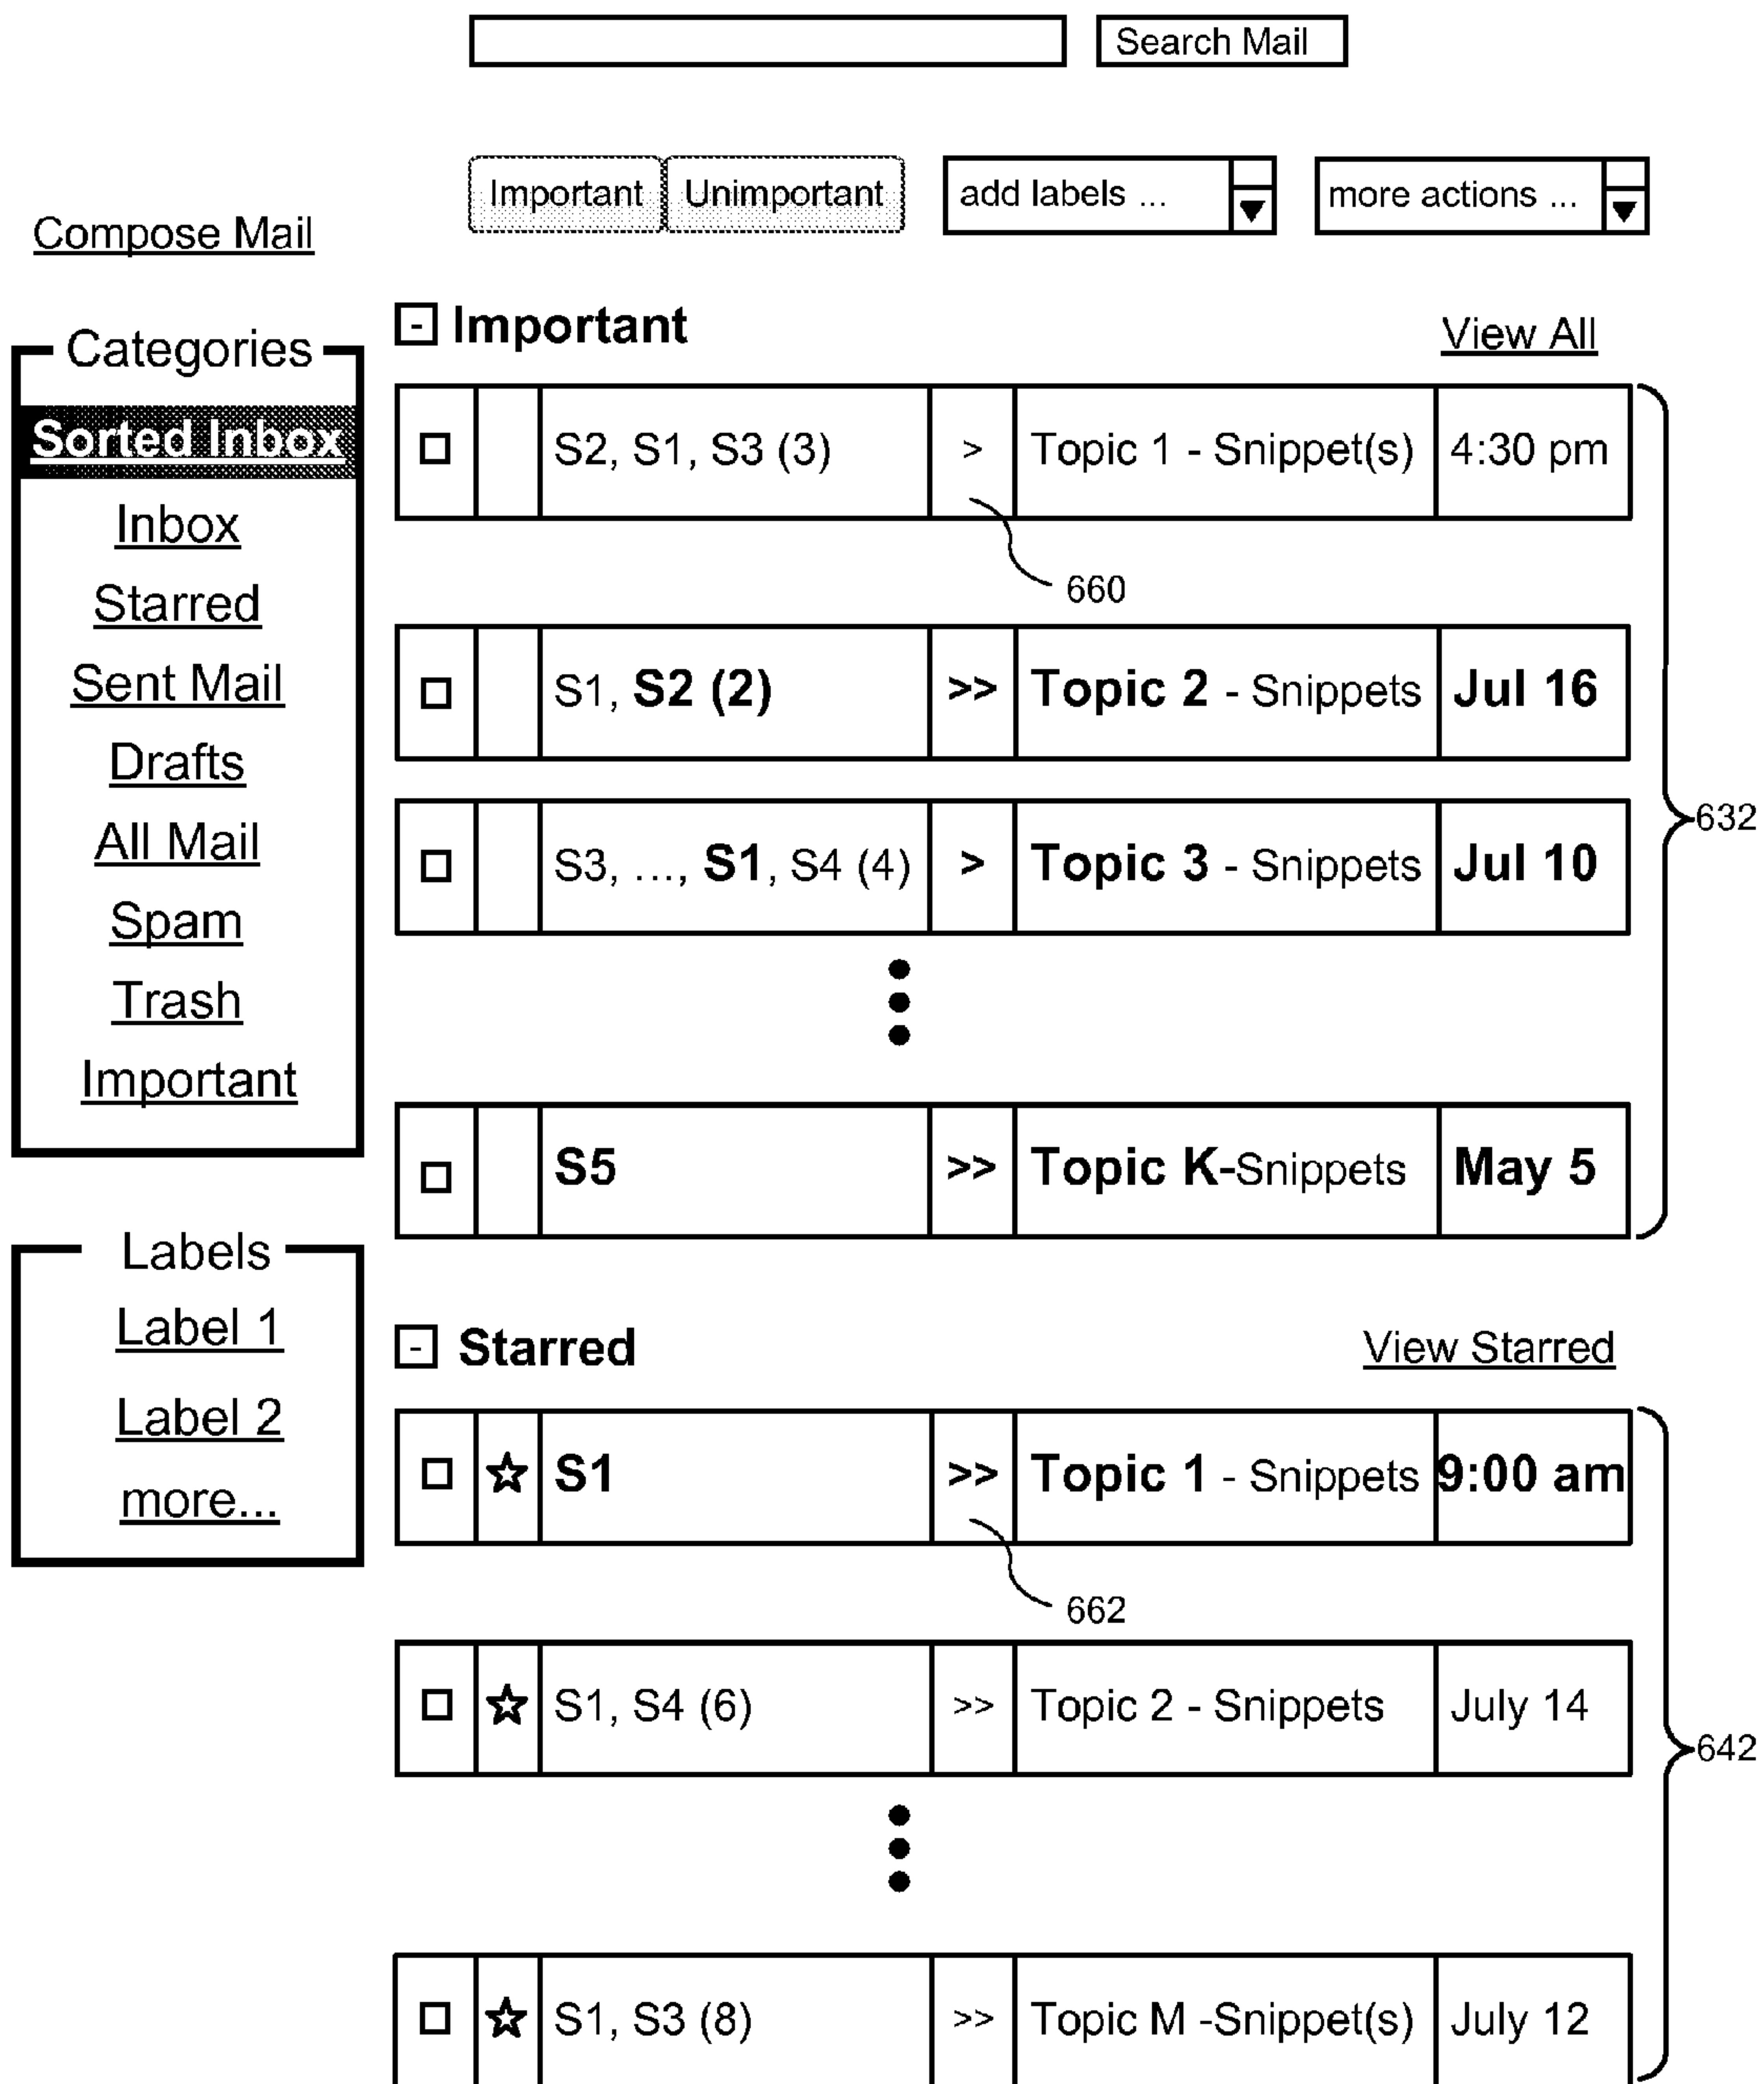 Search Mail
Important Unimportant add labels ... more actions ...
Compose Mail
Categories
Sorted Inbox
Inbox
Starred
Sent Mail
Drafts
All Mail
Spam
Trash
Important
Labels
Label 1
Label 2
more...
- Important View All
S2, S1, S3 (3) > Topic 1 - Snippet(s) 4:30 pm
660
S1, S2 (2) >> Topic 2 - Snippets Jul 16
S3, ..., S1, S4 (4) > Topic 3 - Snippets Jul 10
632
S5 >> Topic K-Snippets May 5
- Starred View Starred
S1 >> Topic 1 - Snippets 9:00 am
662
S1, S4 (6) >> Topic 2 - Snippets July 14
642
S1, S3 (8) >> Topic M -Snippet(s) July 12